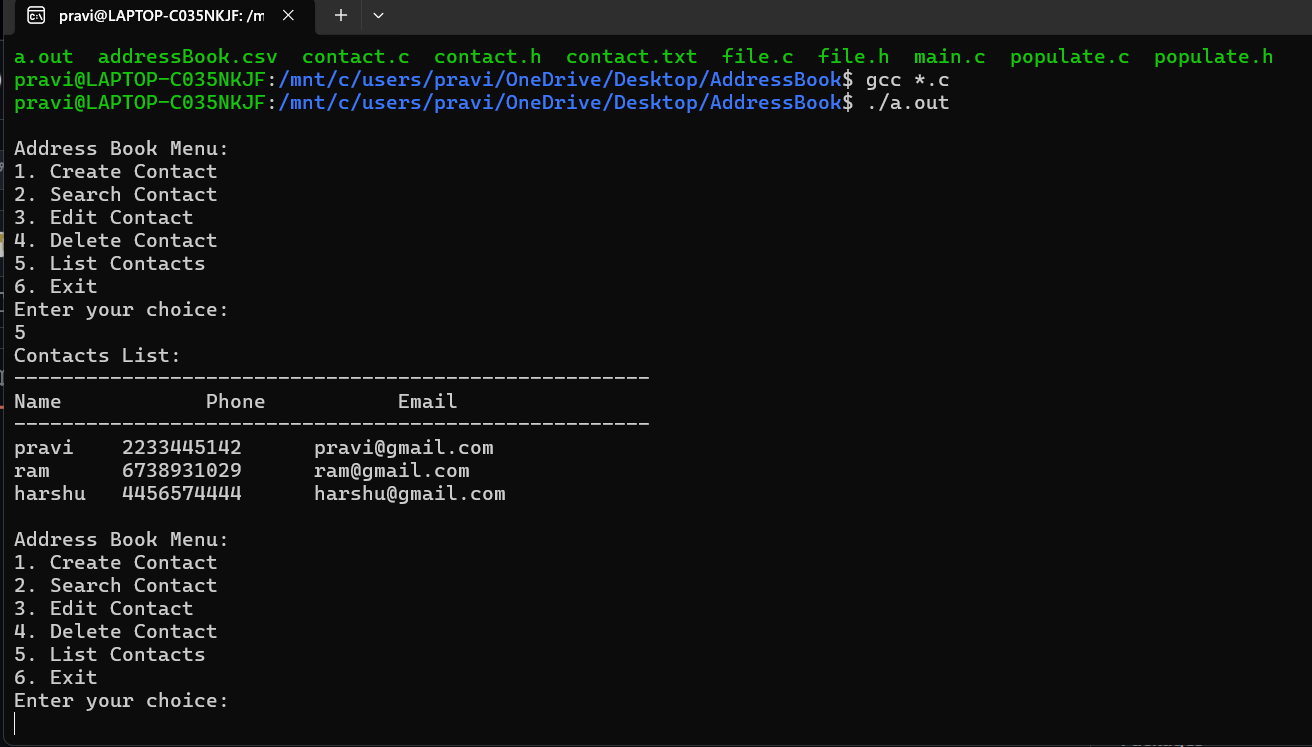 pravi@LAPTOP-C035NKJF: /m
a.out  addressBook.csv  contact.c  contact.h  contact.txt  file.c  file.h  main.c  populate.c  populate.h
pravi@LAPTOP-C035NKJF:/mnt/c/users/pravi/OneDrive/Desktop/AddressBook$ gcc *.c
pravi@LAPTOP-C035NKJF:/mnt/c/users/pravi/OneDrive/Desktop/AddressBook$ ./a.out
Address Book Menu:
1. Create Contact
2. Search Contact
3. Edit Contact
4. Delete Contact
5. List Contacts
6. Exit
Enter your choice:
5
Contacts List:
-----------------------------------------------------
Name            Phone           Email
-----------------------------------------------------
pravi    2233445142      pravi@gmail.com
ram      6738931029      ram@gmail.com
harshu   4456574444      harshu@gmail.com
Address Book Menu:
1. Create Contact
2. Search Contact
3. Edit Contact
4. Delete Contact
5. List Contacts
6. Exit
Enter your choice: